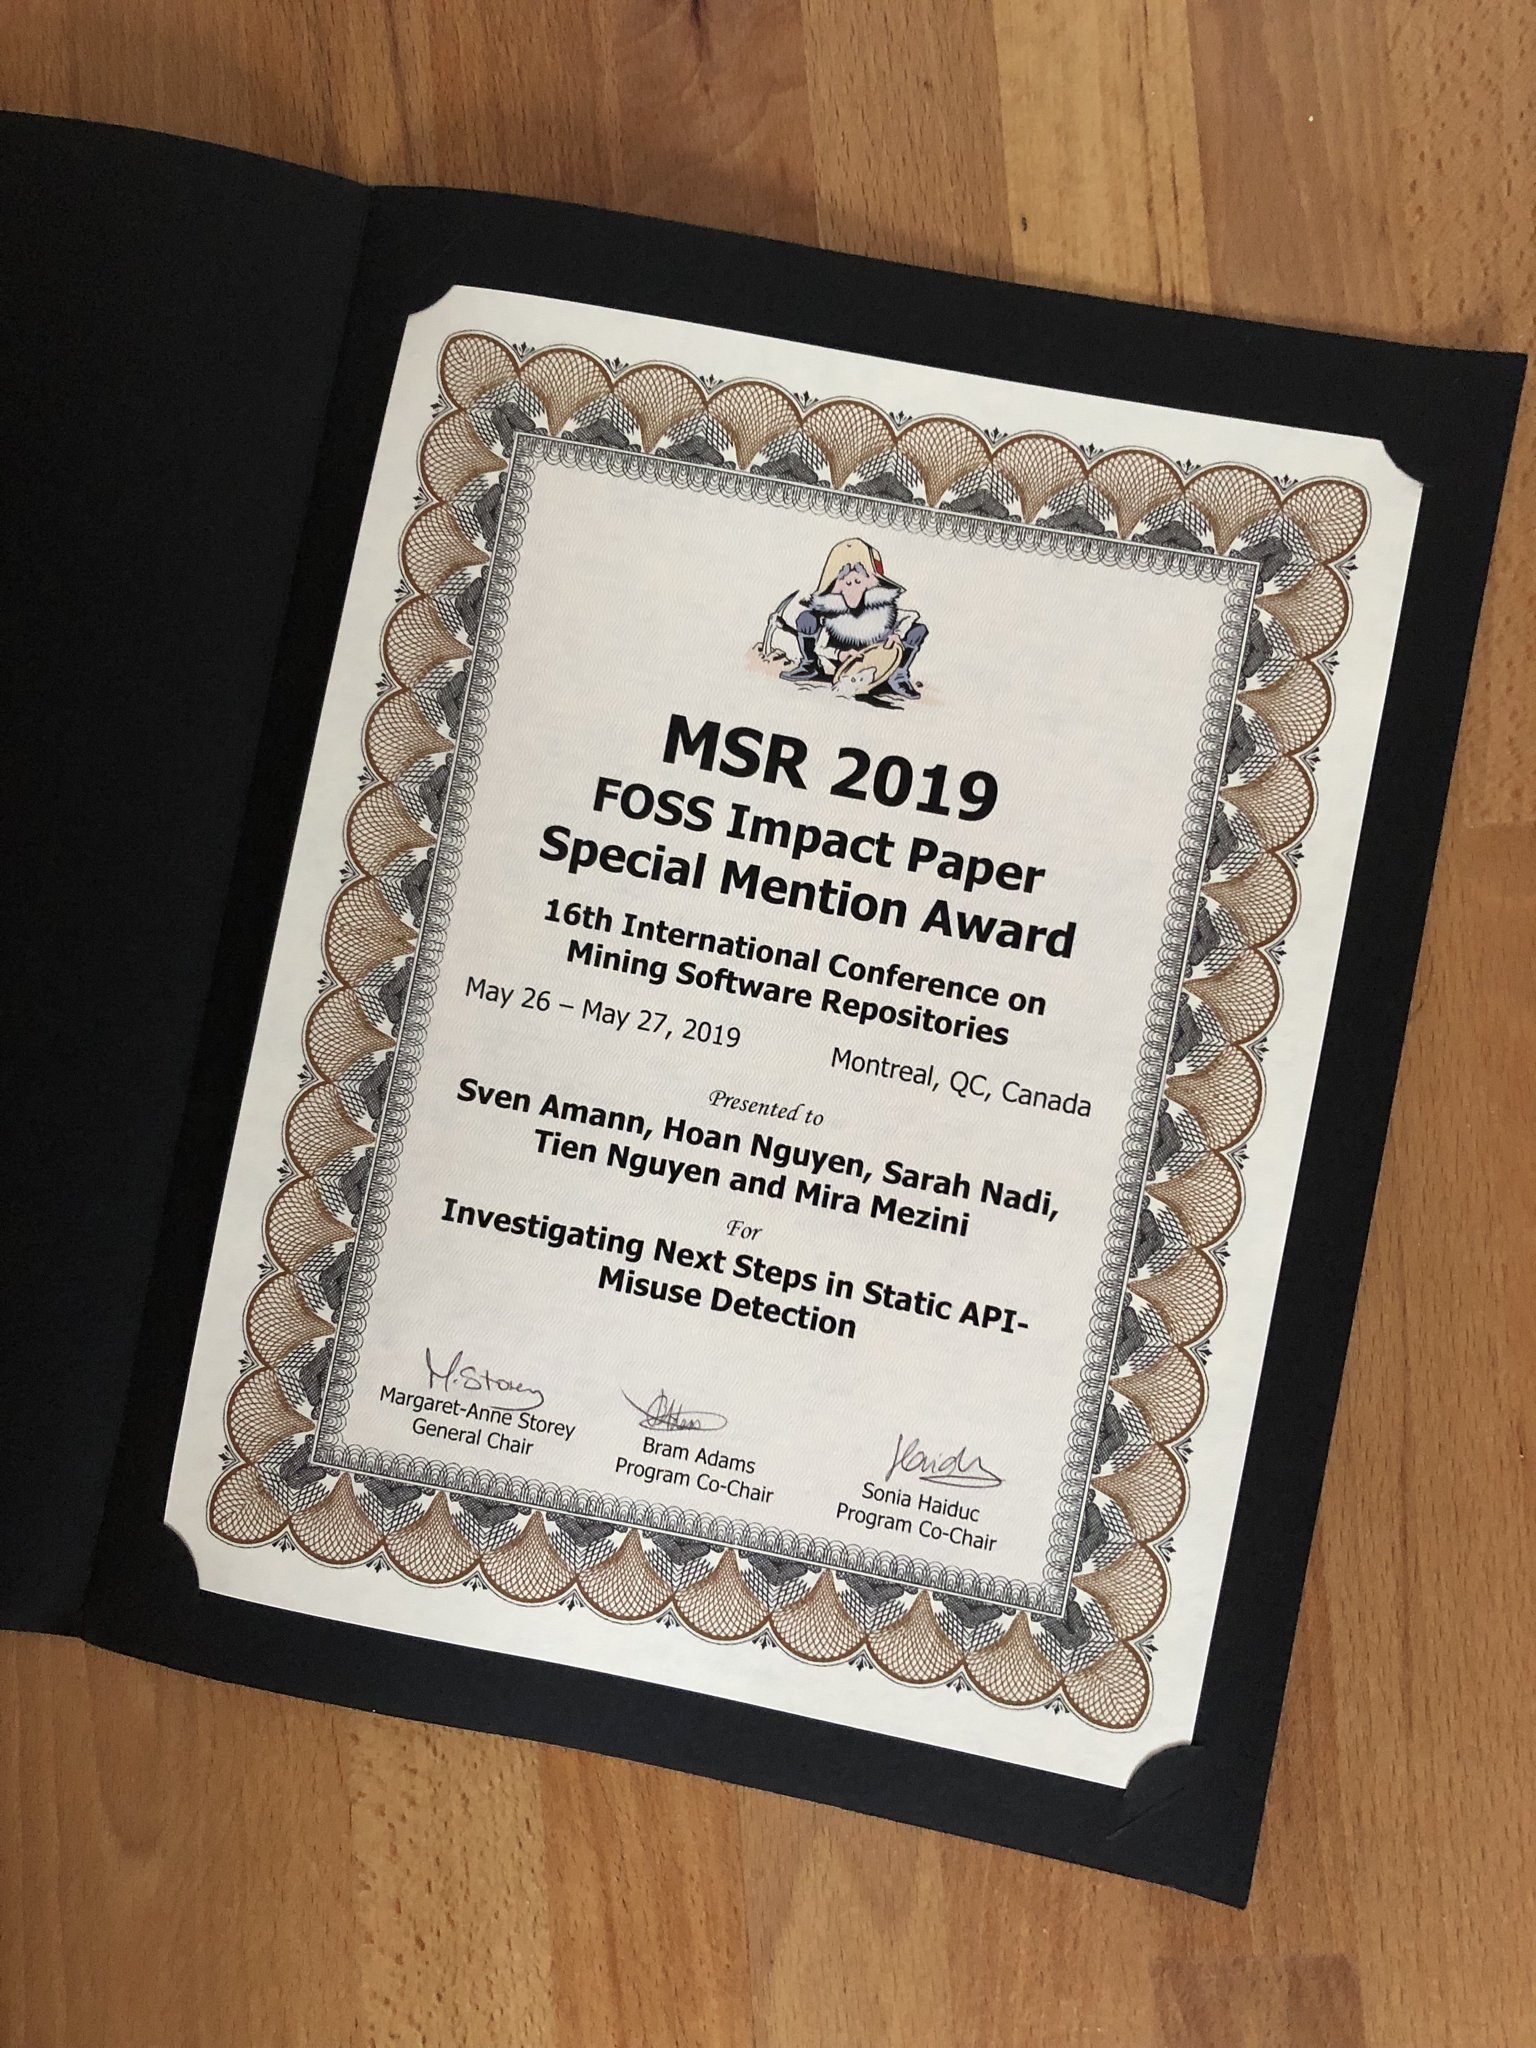 MSR 2019
FOSS Impact Paper
Special Mention Award
16th International Conference on
Mining Software Repositories
May 26 – May 27, 2019
Montreal, QC, Canada
Presented to
Sven Amann, Hoan Nguyen, Sarah Nadi,
Tien Nguyen and Mira Mezini
For
Investigating Next Steps in Static API-
Misuse Detection
M. Storey
Margaret-Anne Storey
General Chair
Bram Adams
Program Co-Chair
Haiduc
Sonia Haiduc
Program Co-Chair